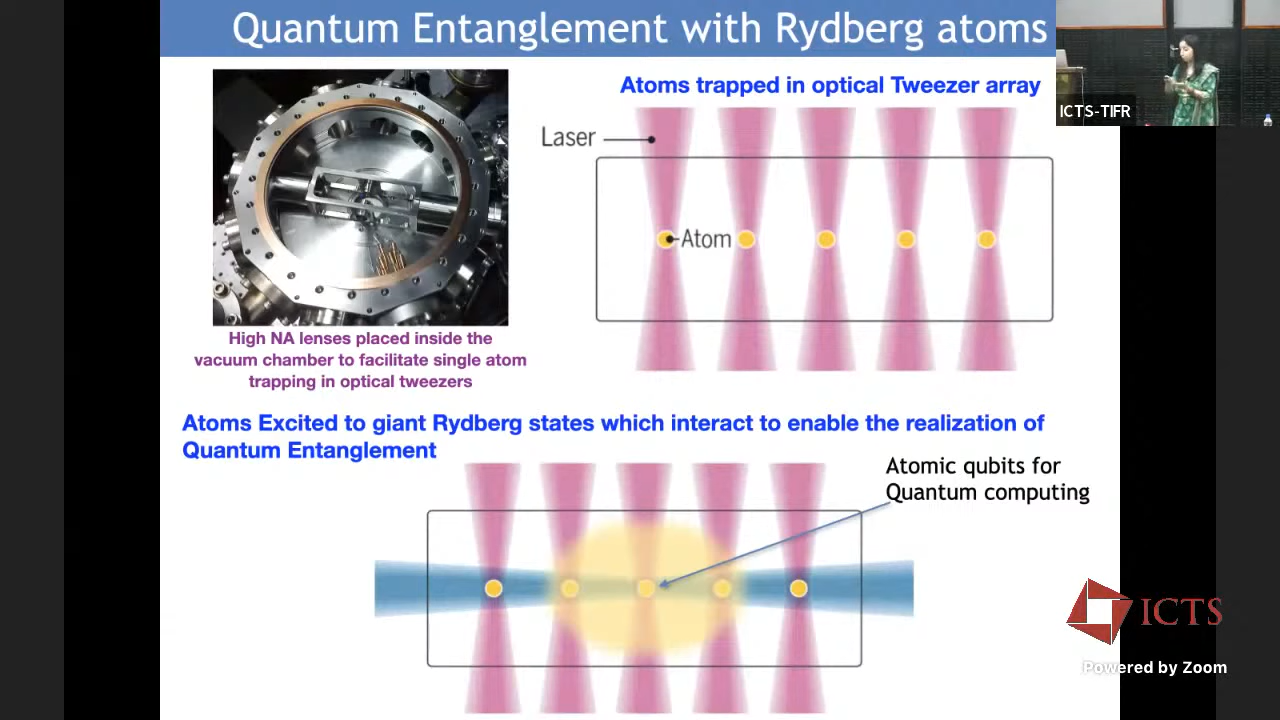 Quantum Entanglement with Rydberg atoms
ICTS-TIFR
Atoms trapped in optical Tweezer array
Laser
Atom
High NA lenses placed inside the
vacuum chamber to facilitate single atom
trapping in optical tweezers
Atoms Excited to giant Rydberg states which interact to enable the realization of
Quantum Entanglement
Atomic qubits for
Quantum computing
ICTS
Powered by Zoom